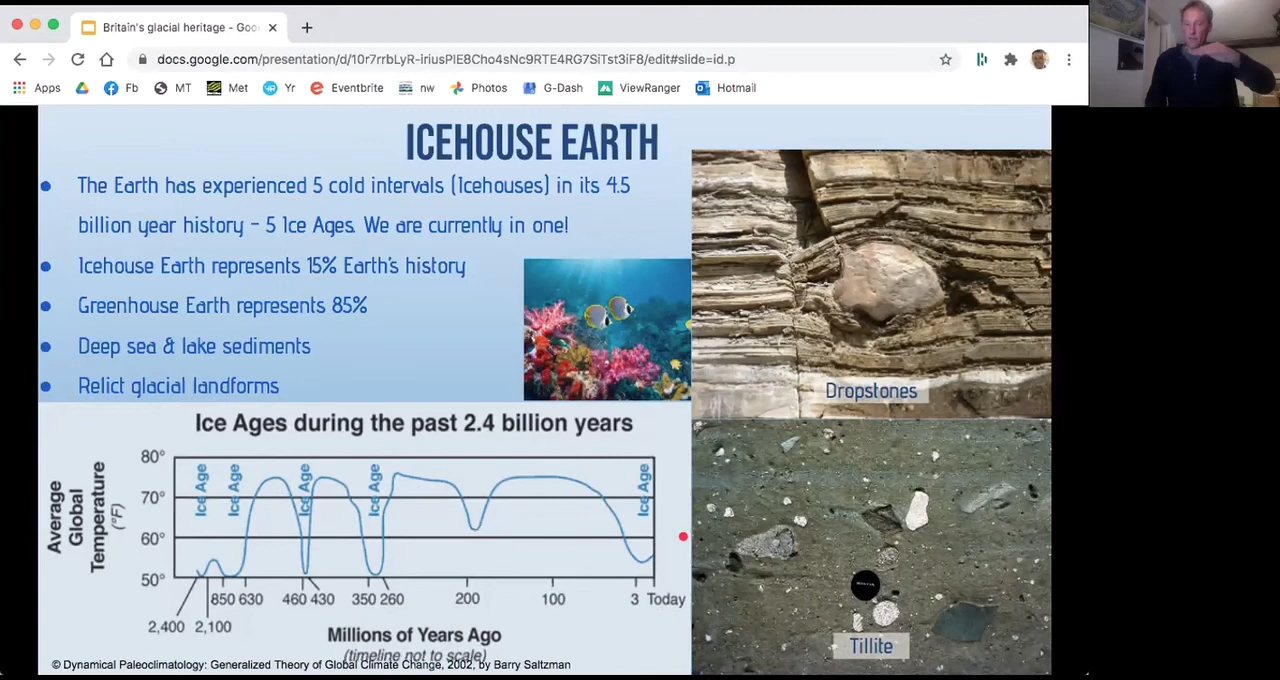 Britain's glacial heritage - Goo
docs.google.com/presentation/d/10r7rrbLyR-iriusPlE8Cho4sNc9RTE4RG7SiTst3iF8/edit#slide=id.p
Apps Fb MT Met Yr Eventbrite nw Photos G-Dash ViewRanger Hotmail
ICEHOUSE EARTH
• The Earth has experienced 5 cold intervals (Icehouses) in its 4.5
billion year history - 5 Ice Ages. We are currently in one!
• Icehouse Earth represents 15% Earth's history
• Greenhouse Earth represents 85%
• Deep sea & lake sediments
• Relict glacial landforms
Dropstones
Ice Ages during the past 2.4 billion years
Average
Global
Temperature
(°F)
80°
70°
60°
50°
Ice Age
Ice Age
Ice Age
Ice Age
Ice Age
850 630 460 430 350 260 200 100 3 Today
2,400 2,100
Millions of Years Ago
(timeline not to scale)
© Dynamical Paleoclimatology: Generalized Theory of Global Climate Change, 2002, by Barry Saltzman
Tillite